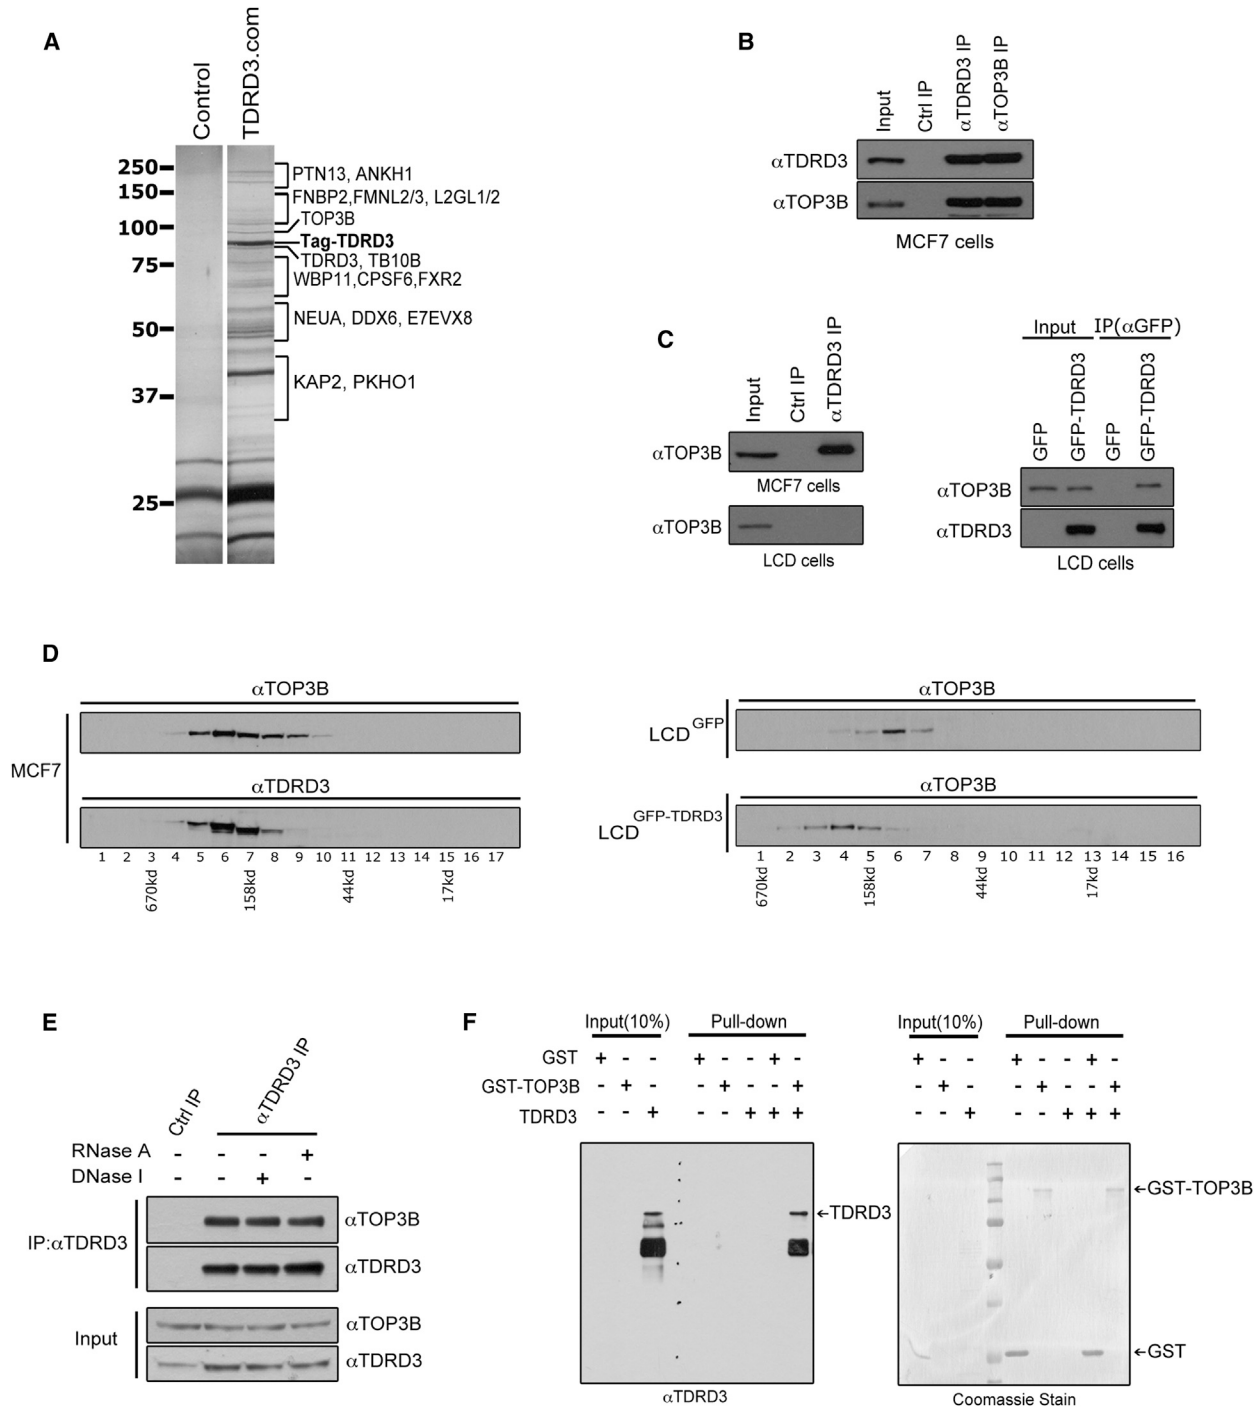 A
Control
TDRD3.com
250
150
100
75
50
37
25
PTN13, ANKH1
FNBP2,FMNL2/3, L2GL1/2
TOP3B
Tag-TDRD3
TDRD3, TB10B
WBP11,CPSF6,FXR2
NEUA, DDX6, E7EVX8
KAP2, PKHO1
B
Input
Ctrl IP
αTDRD3 IP
αTOP3B IP
αTDRD3
αTOP3B
MCF7 cells
C
Input
Ctrl IP
αTDRD3 IP
αTOP3B
MCF7 cells
αTOP3B
LCD cells
Input IP(αGFP)
GFP
GFP-TDRD3
GFP
GFP-TDRD3
αTOP3B
αTDRD3
LCD cells
D
MCF7
αTOP3B
αTDRD3
1 2 3 4 5 6 7 8 9 10 11 12 13 14 15 16 17
670kd 158kd 44kd 17kd
αTOP3B
LCD GFP
αTOP3B
LCD GFP-TDRD3
1 2 3 4 5 6 7 8 9 10 11 12 13 14 15 16
670kd 158kd 44kd 17kd
E
Ctrl IP
αTDRD3 IP
RNase A - - - +
DNase I - - + -
IP:αTDRD3
αTOP3B
αTDRD3
Input
αTOP3B
αTDRD3
F
Input(10%) Pull-down
GST + - - + - - + -
GST-TOP3B - + - - + - - +
TDRD3 - - + - - + + +
←TDRD3
αTDRD3
Input(10%) Pull-down
+ - - + - - + -
- + - - + - - +
- - + - - + + +
←GST-TOP3B
←GST
Coomassie Stain